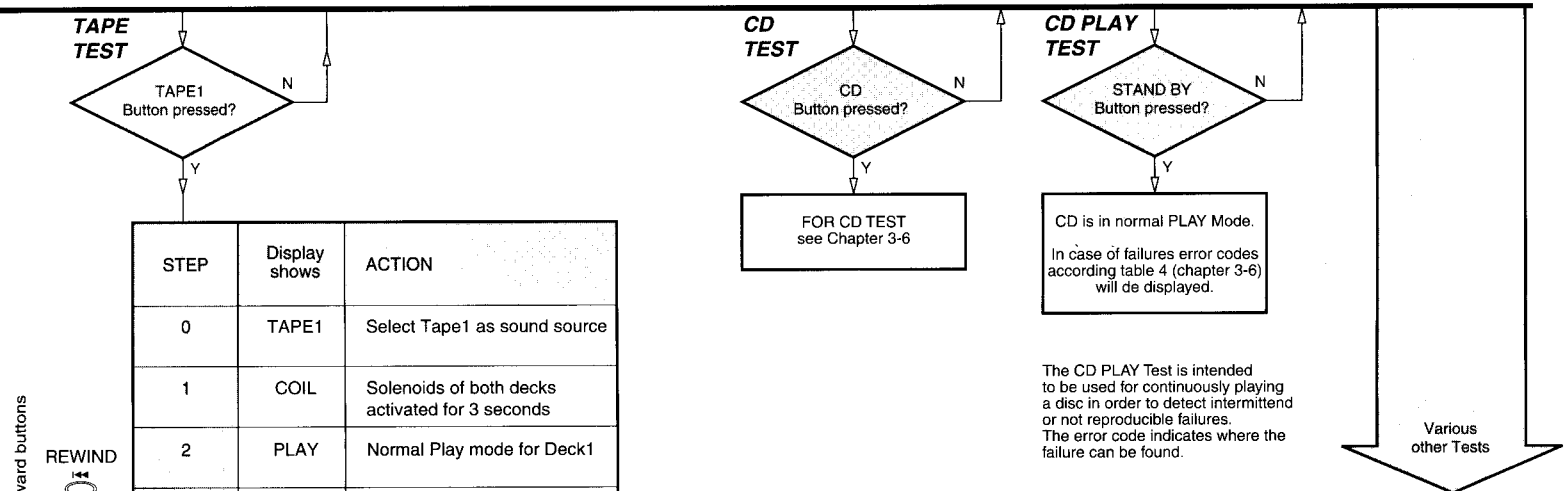 TAPE
TEST
TAPE1
Button pressed?
N
Y
STEP
Display
shows
ACTION
0
TAPE1
Select Tape1 as sound source
1
COIL
Solenoids of both decks
activated for 3 seconds
2
PLAY
Normal Play mode for Deck1
REWIND
buttons
CD
TEST
CD
Button pressed?
N
Y
FOR CD TEST
see Chapter 3-6
CD PLAY
TEST
STAND BY
Button pressed?
N
Y
CD is in normal PLAY Mode.
In case of failures error codes
according table 4 (chapter 3-6)
will de displayed.
The CD PLAY Test is intended
to be used for continuously playing
a disc in order to detect intermittend
or not reproducible failures.
The error code indicates where the
failure can be found.
Various
other Tests